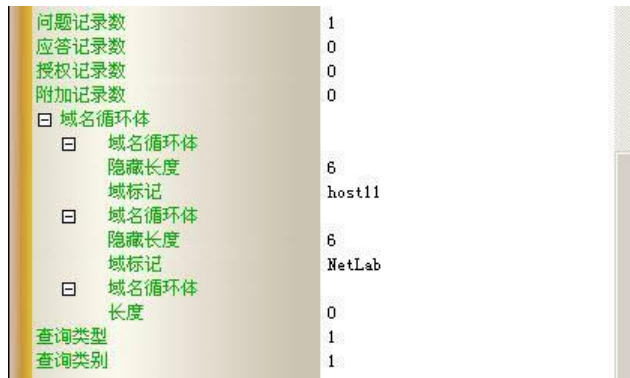 问题记录数 1
应答记录数 0
授权记录数 0
附加记录数 0
域名循环体
域名循环体
隐藏长度 6
域标记 host11
域名循环体
隐藏长度 6
域标记 NetLab
域名循环体
长度 0
查询类型 1
查询类别 1